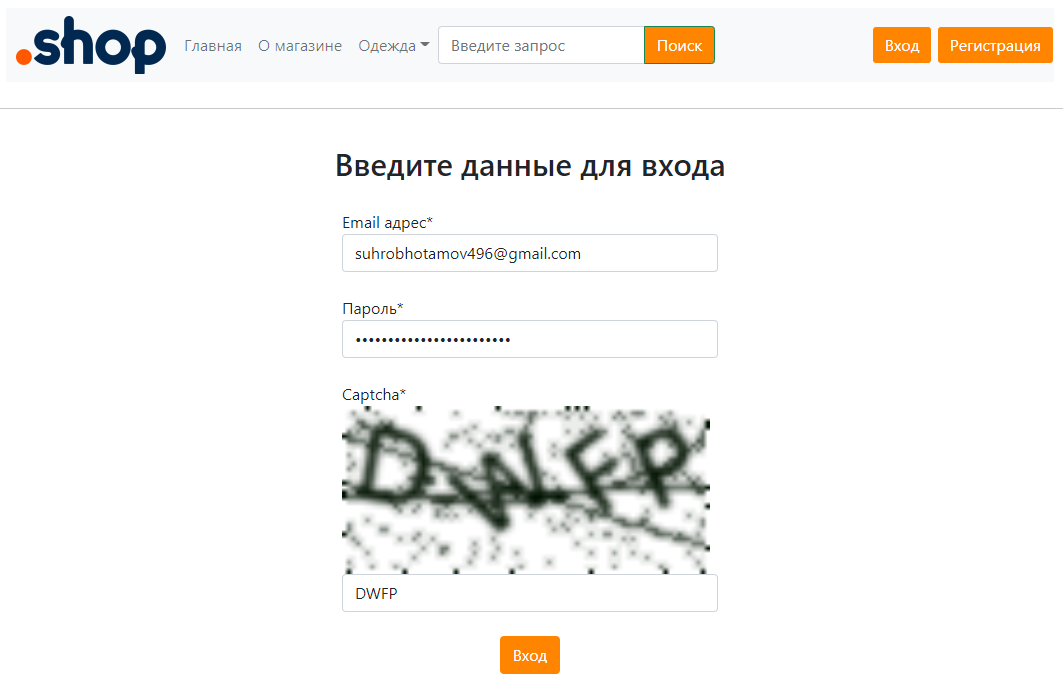 .shop Главная О магазине Одежда Введите запрос Поиск Вход Регистрация
Введите данные для входа
Email адрес*
suhrobhotamov496@gmail.com
Пароль*
••••••••••••••••••••••••
Captcha*
DWFP
DWFP
Вход